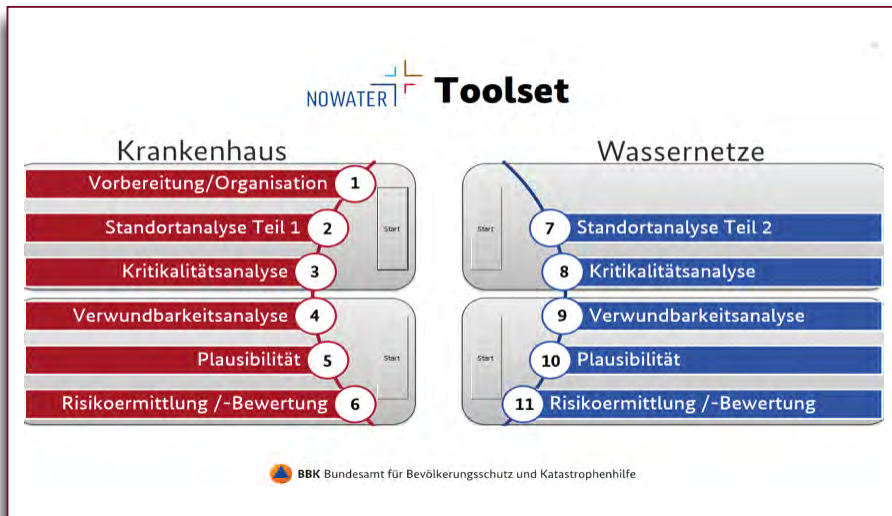 NOWATER Toolset
Krankenhaus
Vorbereitung/Organisation 1
Standortanalyse Teil 1 2
Kritikalitätsanalyse 3
Start
Verwundbarkeitsanalyse 4
Plausibilität 5
Risikoermittlung /-Bewertung 6
Start
Wassernetze
Start
7 Standortanalyse Teil 2
8 Kritikalitätsanalyse
Start
9 Verwundbarkeitsanalyse
10 Plausibilität
11 Risikoermittlung /-Bewertung
BBK Bundesamt für Bevölkerungsschutz und Katastrophenhilfe